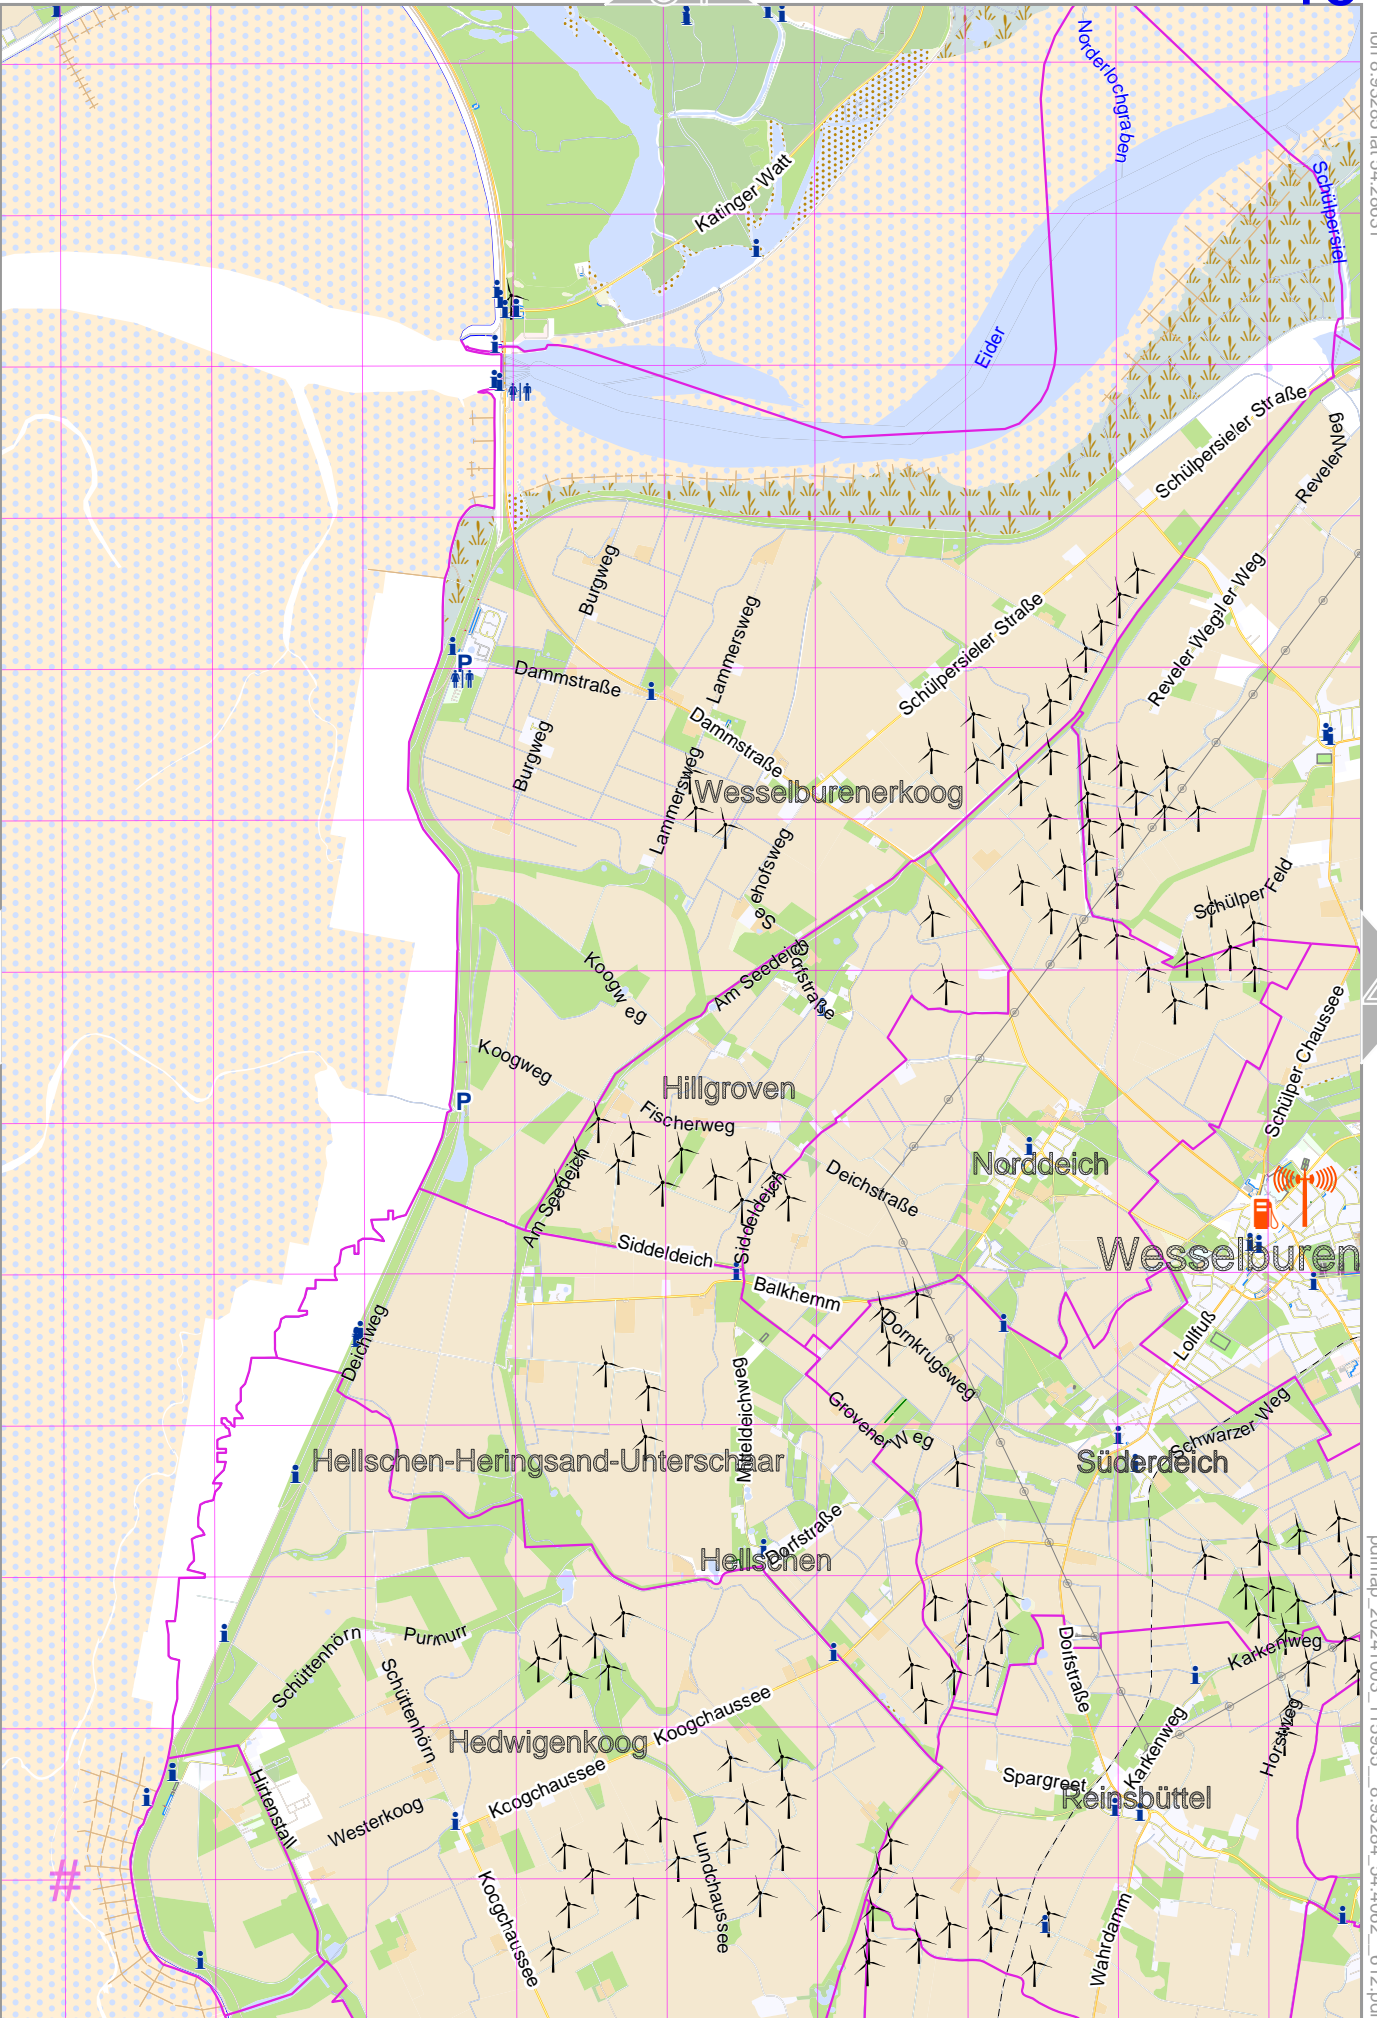 Norderlochgraben
Schülpersiel
Katinger Watt
Eider
Schülpersieler Straße
Reveler Weg
Burgweg
Lammersweg
Dammstraße
Schülpersieler Straße
Reveler Weg
Burgweg
Dammstraße
Lammersweg
Wesselburenerkoog
Seehofsweg
Schülper Feld
Koogweg
Am Seedeich
Dorfstraße
Koogweg
Hillgroven
Fischerweg
Schülper Chaussee
Norddeich
Am Seedeich
Siddeldeich
Deichstraße
Siddeldeich
Wesselburen
Balkhemm
Deichweg
Dornkrugsweg
Lollfuß
Mitteldeichweg
Grovener Weg
Schwarzer Weg
Hellschen-Heringsand-Unterschaar
Süderdeich
Dorfstraße
Hellschen
Schüttenhörn
Purrnurr
Schüttenhörn
Dorfstraße
Karkenweg
Koogchaussee
Hedwigenkoog
Karkenweg
Horstweg
Koogchaussee
Spargreet
Reinsbüttel
Hirtenstall
Westerkoog
Lundchaussee
Koogchaussee
Wahrdamm
P
P
#